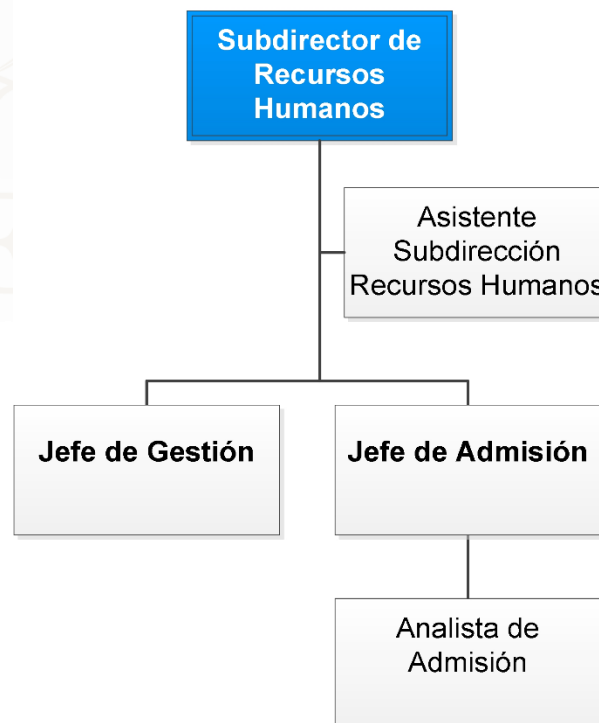 Subdirector de
Recursos
Humanos
Asistente
Subdirección
Recursos Humanos
Jefe de Gestión
Jefe de Admisión
Analista de
Admisión